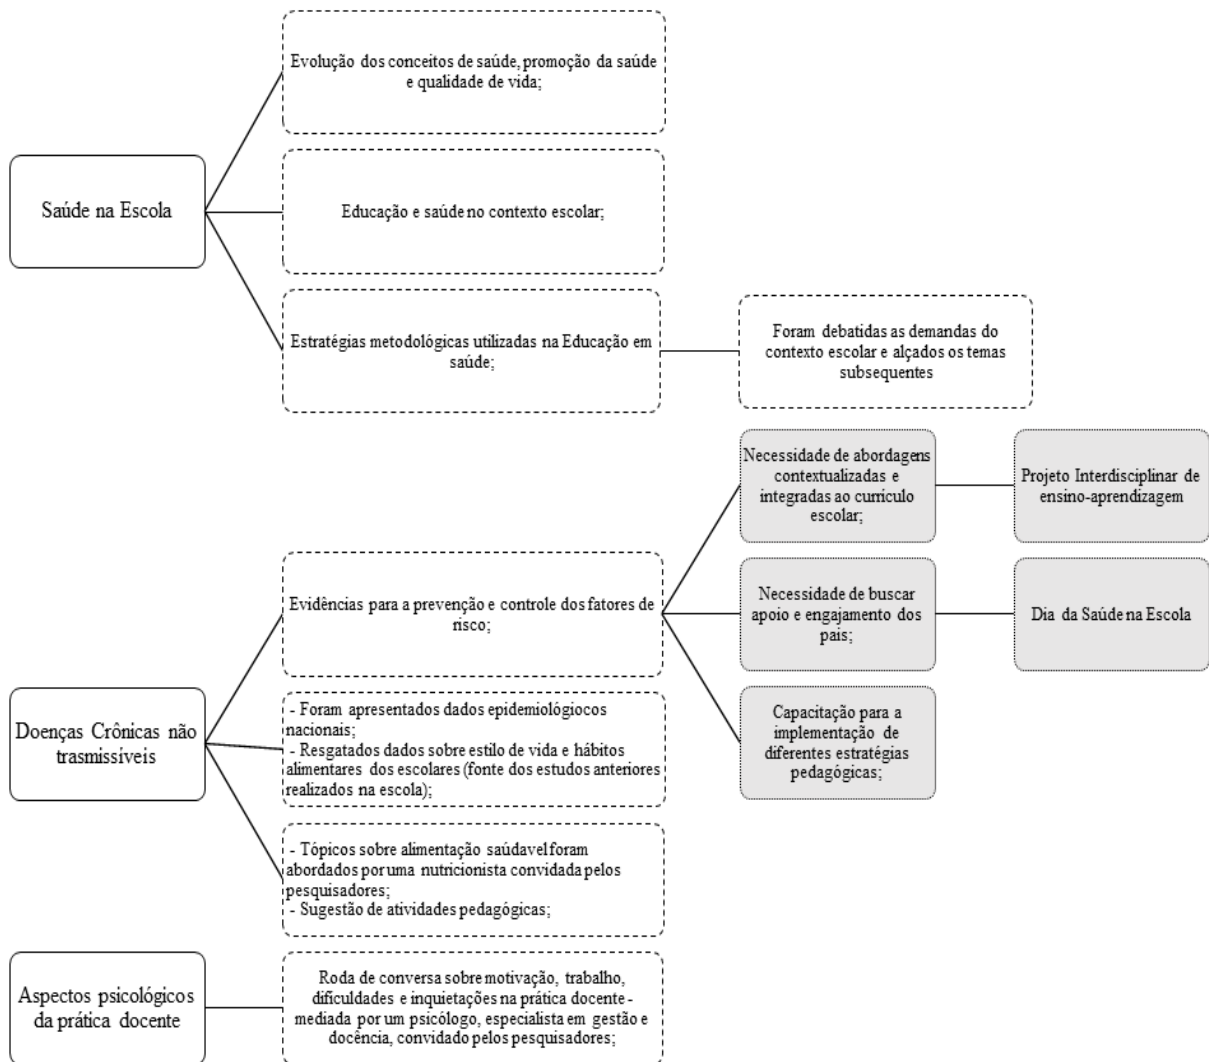 Evolução dos conceitos de saúde, promoção da saúde
e qualidade de vida;
Saúde na Escola
Educação e saúde no contexto escolar;
Estratégias metodológicas utilizadas na Educação em
saúde;
Foram debatidas as demandas do
contexto escolar e alçados os temas
subsequentes
Necessidade de abordagens
contextualizadas e
integradas ao currículo
escolar;
Projeto Interdisciplinar de
ensino-aprendizagem
Evidências para a prevenção e controle dos fatores de
risco;
Necessidade de buscar
apoio e engajamento dos
pais;
Dia da Saúde na Escola
Doenças Crônicas não
trasmissíveis
- Foram apresentados dados epidemiológiocos
nacionais;
- Resgatados dados sobre estilo de vida e hábitos
alimentares dos escolares (fonte dos estudos anteriores
realizados na escola);
Capacitação para a
implementação de
diferentes estratégias
pedagógicas;
- Tópicos sobre alimentação saúdavel foram
abordados por uma nutricionista convidada pelos
pesquisadores;
- Sugestão de atividades pedagógicas;
Aspectos psicológicos
da prática docente
Roda de conversa sobre motivação, trabalho,
dificuldades e inquietações na prática docente -
mediada por um psicólogo, especialista em gestão e
docência, convidado pelos pesquisadores;